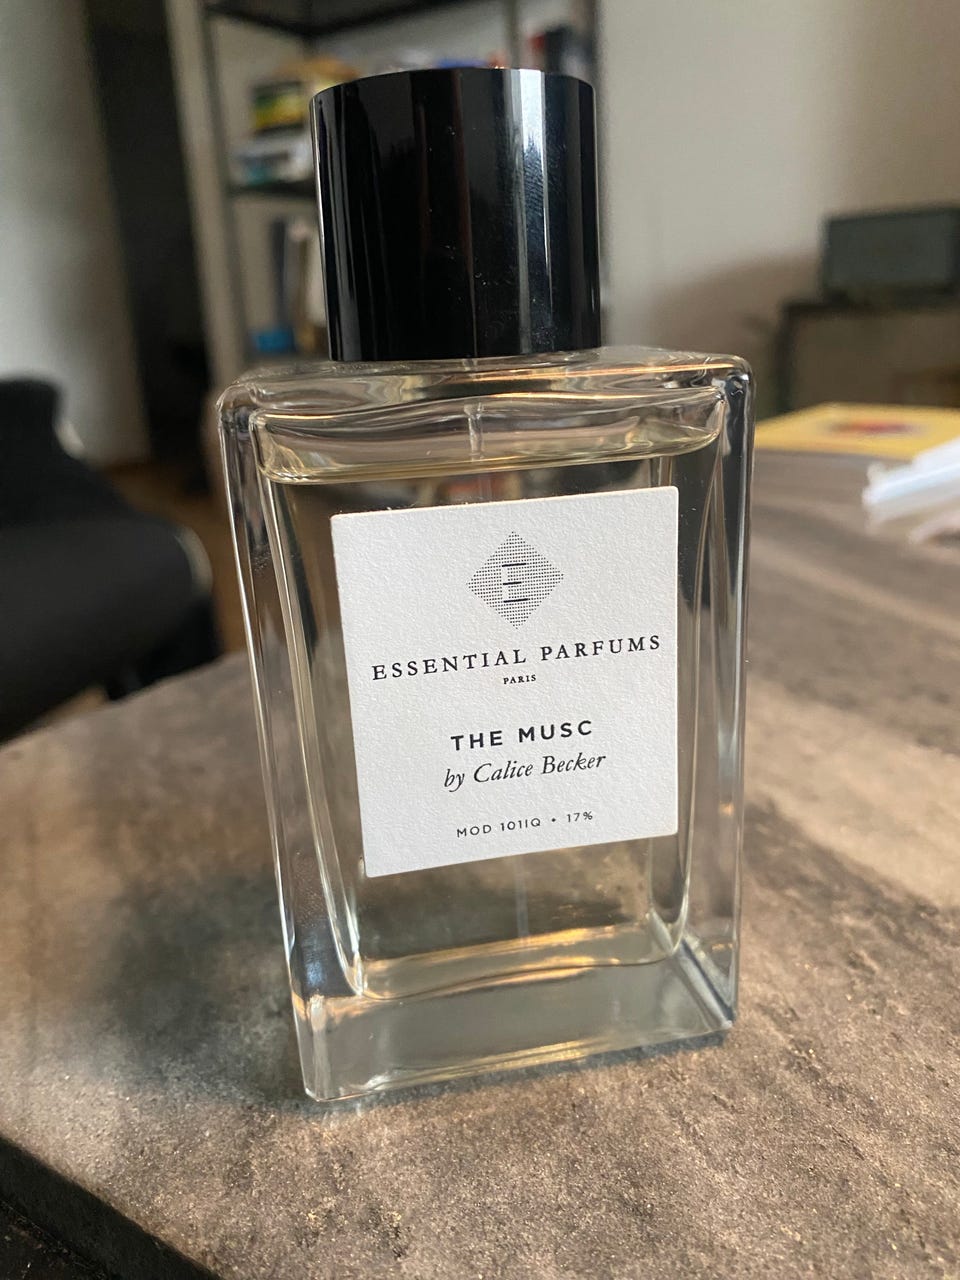 E
ESSENTIAL PARFUMS
PARIS
THE MUSC
by Calice Becker
MOD 1011Q • 17%